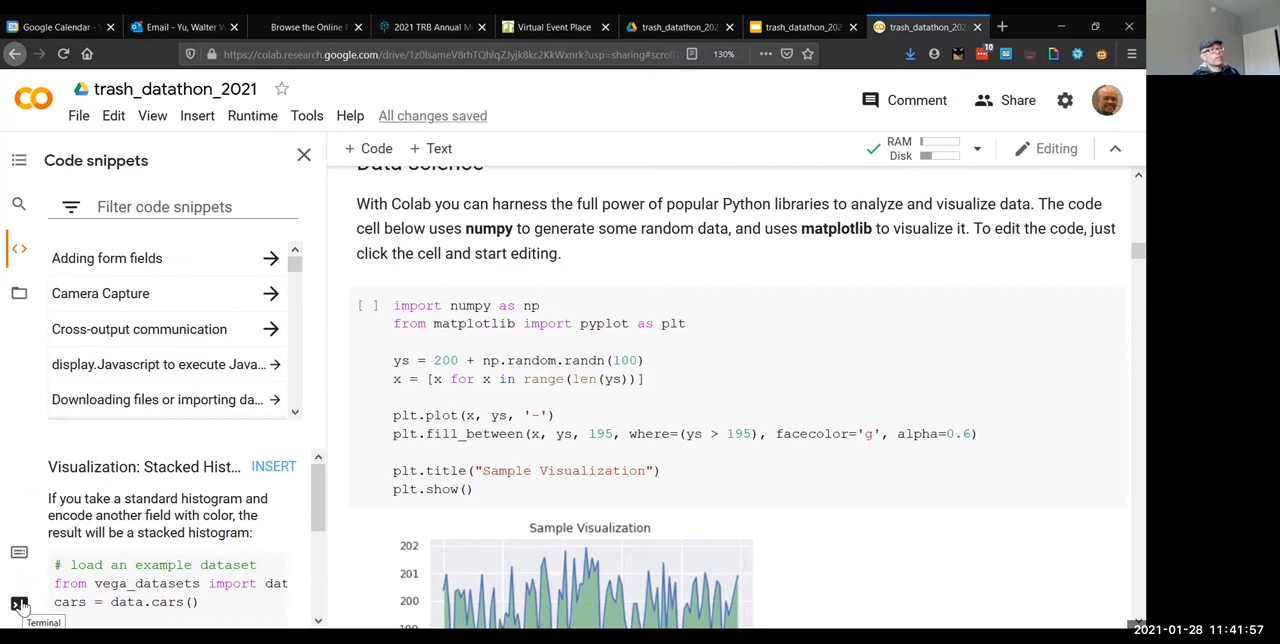 Google Calendar -
Email - Yu, Walter W
Browse the Online P
2021 TRB Annual M
Virtual Event Place
trash_datathon_202
trash_datathon_202
trash_datathon_202
https://colab.research.google.com/drive/1z0IsameV8rhTQhlqZJyjk8kc2KkWxnrk?usp=sharing#scroll
130%
10
CO
trash_datathon_2021
File Edit View Insert Runtime Tools Help All changes saved
Comment
Share
Code snippets
+ Code + Text
RAM
Disk
Editing
Filter code snippets
Adding form fields
Camera Capture
Cross-output communication
display.Javascript to execute Java...
Downloading files or importing da...
Visualization: Stacked Hist... INSERT
If you take a standard histogram and
encode another field with color, the
result will be a stacked histogram:
# load an example dataset
from vega_datasets import dat
cars = data.cars()
Terminal
Data science
With Colab you can harness the full power of popular Python libraries to analyze and visualize data. The code
cell below uses numpy to generate some random data, and uses matplotlib to visualize it. To edit the code, just
click the cell and start editing.
[ ] import numpy as np
from matplotlib import pyplot as plt
ys = 200 + np.random.randn(100)
x = [x for x in range(len(ys))]
plt.plot(x, ys, '-')
plt.fill_between(x, ys, 195, where=(ys > 195), facecolor='g', alpha=0.6)
plt.title("Sample Visualization")
plt.show()
Sample Visualization
202
201
200
199
2021-01-28 11:41:57